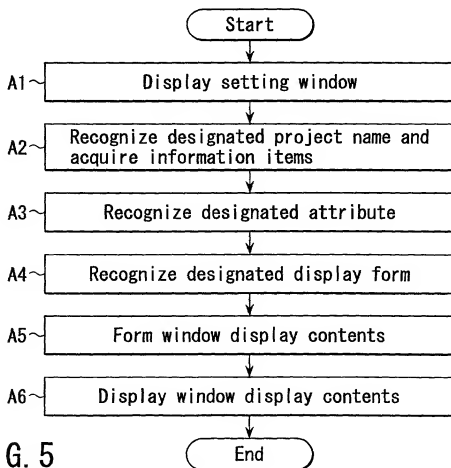 Start
A1 Display setting window
A2 Recognize designated project name and
acquire information items
A3 Recognize designated attribute
A4 Recognize designated display form
A5 Form window display contents
A6 Display window display contents
G. 5 End